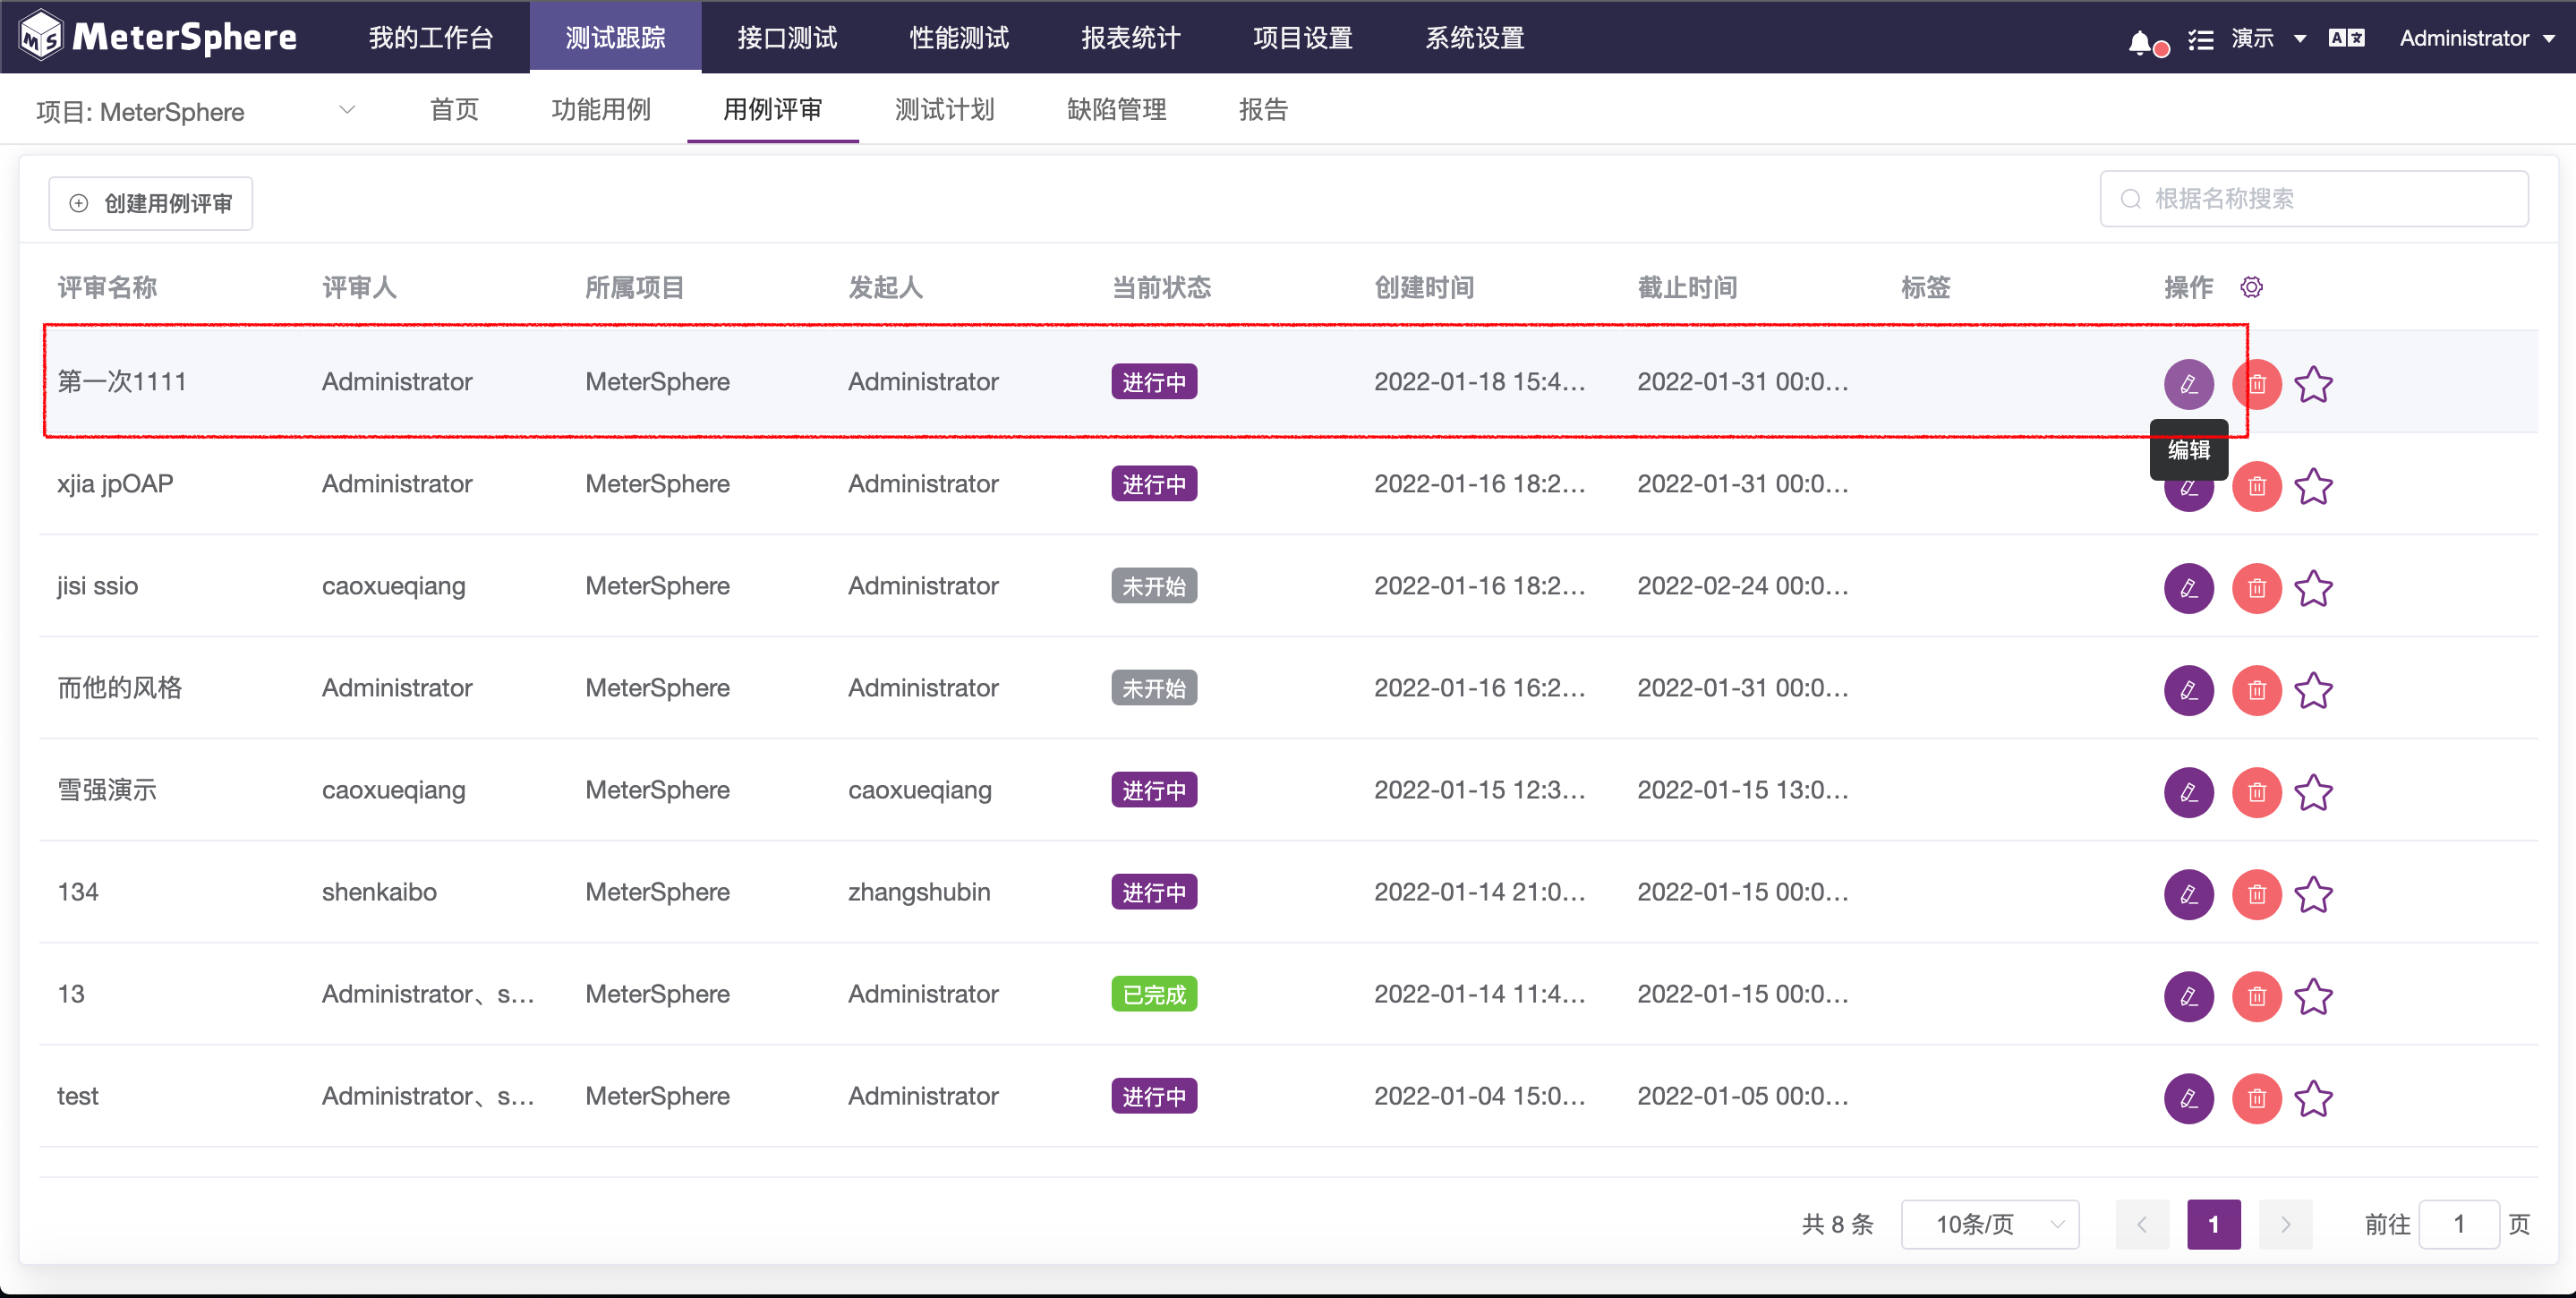 MeterSphere 我的工作台 测试跟踪 接口测试 性能测试 报表统计 项目设置 系统设置 演示 Administrator
项目: MeterSphere 首页 功能用例 用例评审 测试计划 缺陷管理 报告
创建用例评审 根据名称搜索
评审名称 评审人 所属项目 发起人 当前状态 创建时间 截止时间 标签 操作
第一次1111 Administrator MeterSphere Administrator 进行中 2022-01-18 15:4... 2022-01-31 00:0...
编辑
xjia jpOAP Administrator MeterSphere Administrator 进行中 2022-01-16 18:2... 2022-01-31 00:0...
jisi ssio caoxueqiang MeterSphere Administrator 未开始 2022-01-16 18:2... 2022-02-24 00:0...
而他的风格 Administrator MeterSphere Administrator 未开始 2022-01-16 16:2... 2022-01-31 00:0...
雪强演示 caoxueqiang MeterSphere caoxueqiang 进行中 2022-01-15 12:3... 2022-01-15 13:0...
134 shenkaibo MeterSphere zhangshubin 进行中 2022-01-14 21:0... 2022-01-15 00:0...
13 Administrator、s... MeterSphere Administrator 已完成 2022-01-14 11:4... 2022-01-15 00:0...
test Administrator、s... MeterSphere Administrator 进行中 2022-01-04 15:0... 2022-01-05 00:0...
共 8 条 10条/页 1 前往 1 页